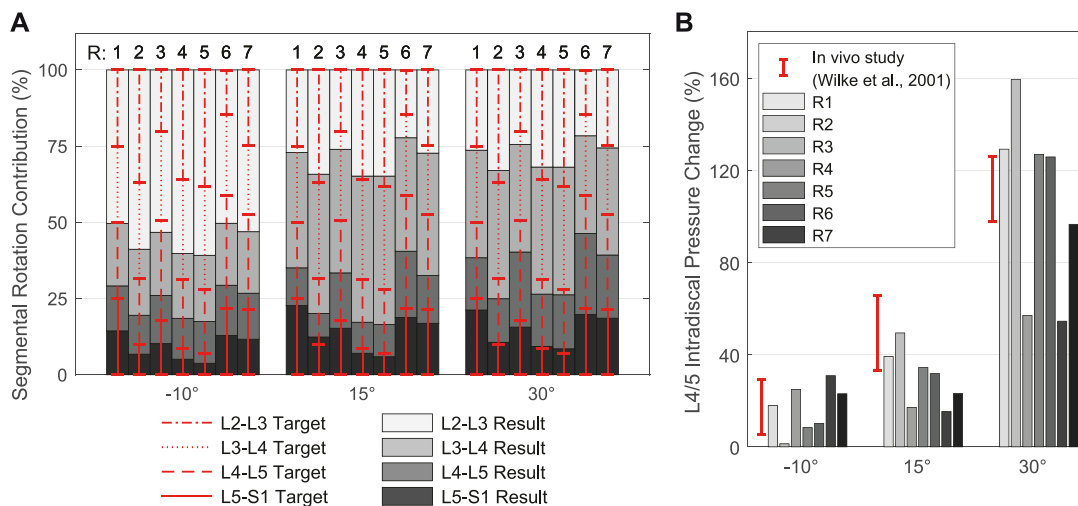 A
R: 1 2 3 4 5 6 7 1 2 3 4 5 6 7 1 2 3 4 5 6 7
Segmental Rotation Contribution (%)
100
75
50
25
0
-10° 15° 30°
L2-L3 Target
L3-L4 Target
L4-L5 Target
L5-S1 Target
L2-L3 Result
L3-L4 Result
L4-L5 Result
L5-S1 Result
B
L4/5 Intradiscal Pressure Change (%)
160
120
80
40
0
In vivo study
(Wilke et al., 2001)
R1
R2
R3
R4
R5
R6
R7
-10° 15° 30°